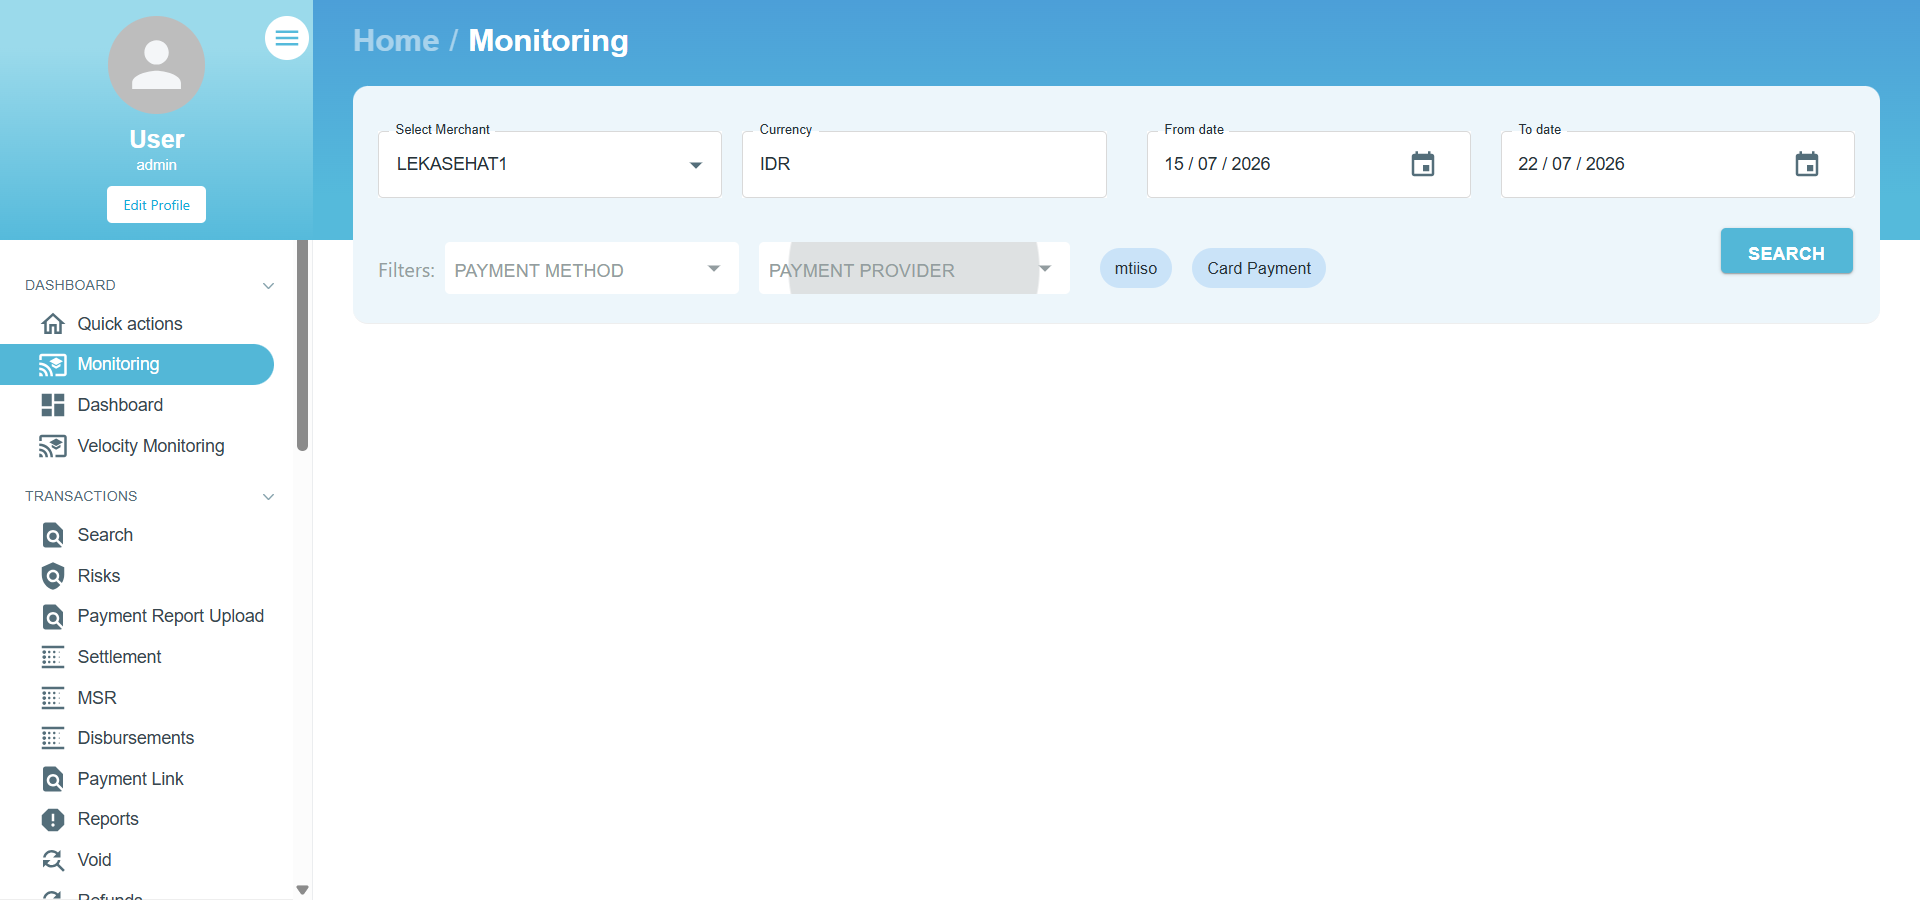 User
admin
Edit Profile
DASHBOARD
Quick actions
Monitoring
Dashboard
Velocity Monitoring
TRANSACTIONS
Search
Risks
Payment Report Upload
Settlement
MSR
Disbursements
Payment Link
Reports
Void
Refunds
Home / Monitoring
Select Merchant
LEKASEHAT1
Currency
IDR
From date
15 / 07 / 2026
To date
22 / 07 / 2026
Filters:
PAYMENT METHOD
PAYMENT PROVIDER
mtiiso
Card Payment
SEARCH